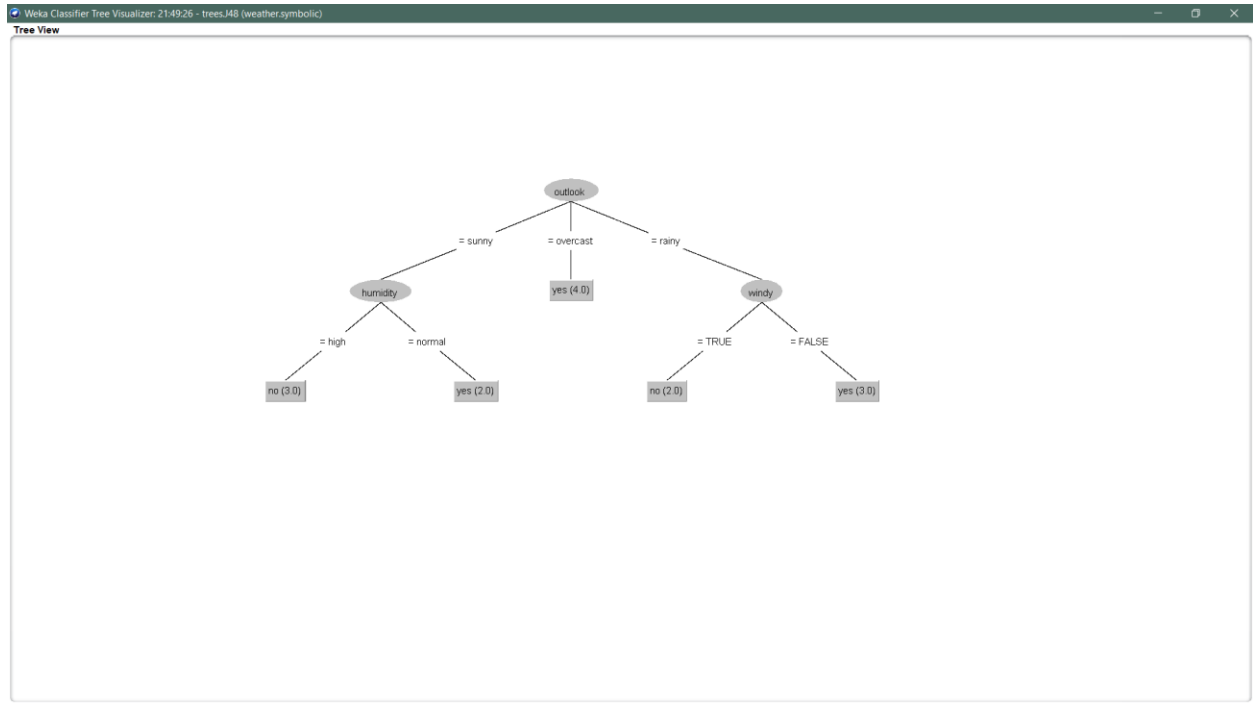 Weka Classifier Tree Visualizer: 21:49:26 - trees.J48 (weather.symbolic)
Tree View
outlook
= sunny = overcast = rainy
humidity yes (4.0) windy
= high = normal = TRUE = FALSE
no (3.0) yes (2.0) no (2.0) yes (3.0)